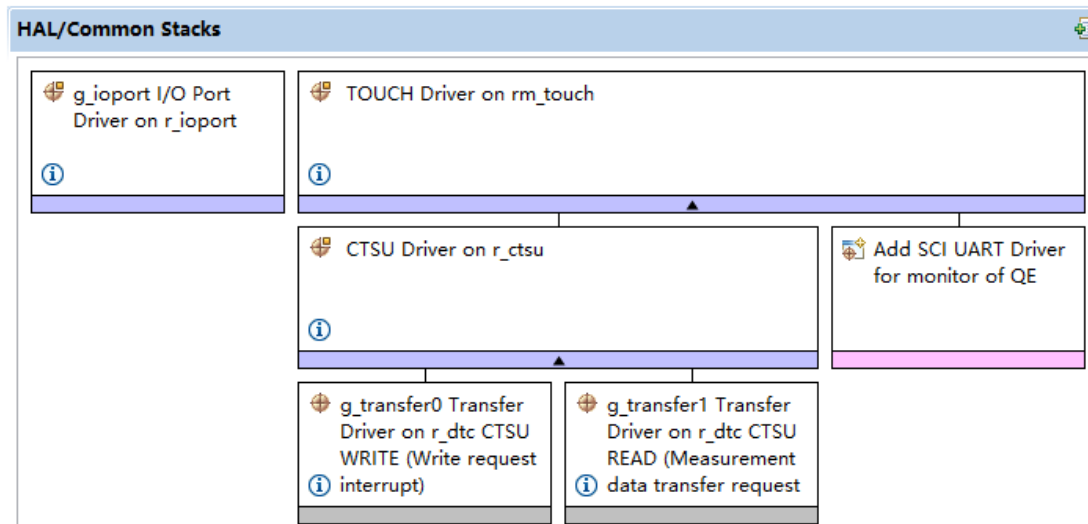 HAL/Common Stacks
g_ioport I/O Port
Driver on r_ioport
TOUCH Driver on rm_touch
CTSU Driver on r_ctsu
Add SCI UART Driver
for monitor of QE
g_transfer0 Transfer
Driver on r_dtc CTSU
WRITE (Write request
interrupt)
g_transfer1 Transfer
Driver on r_dtc CTSU
READ (Measurement
data transfer request